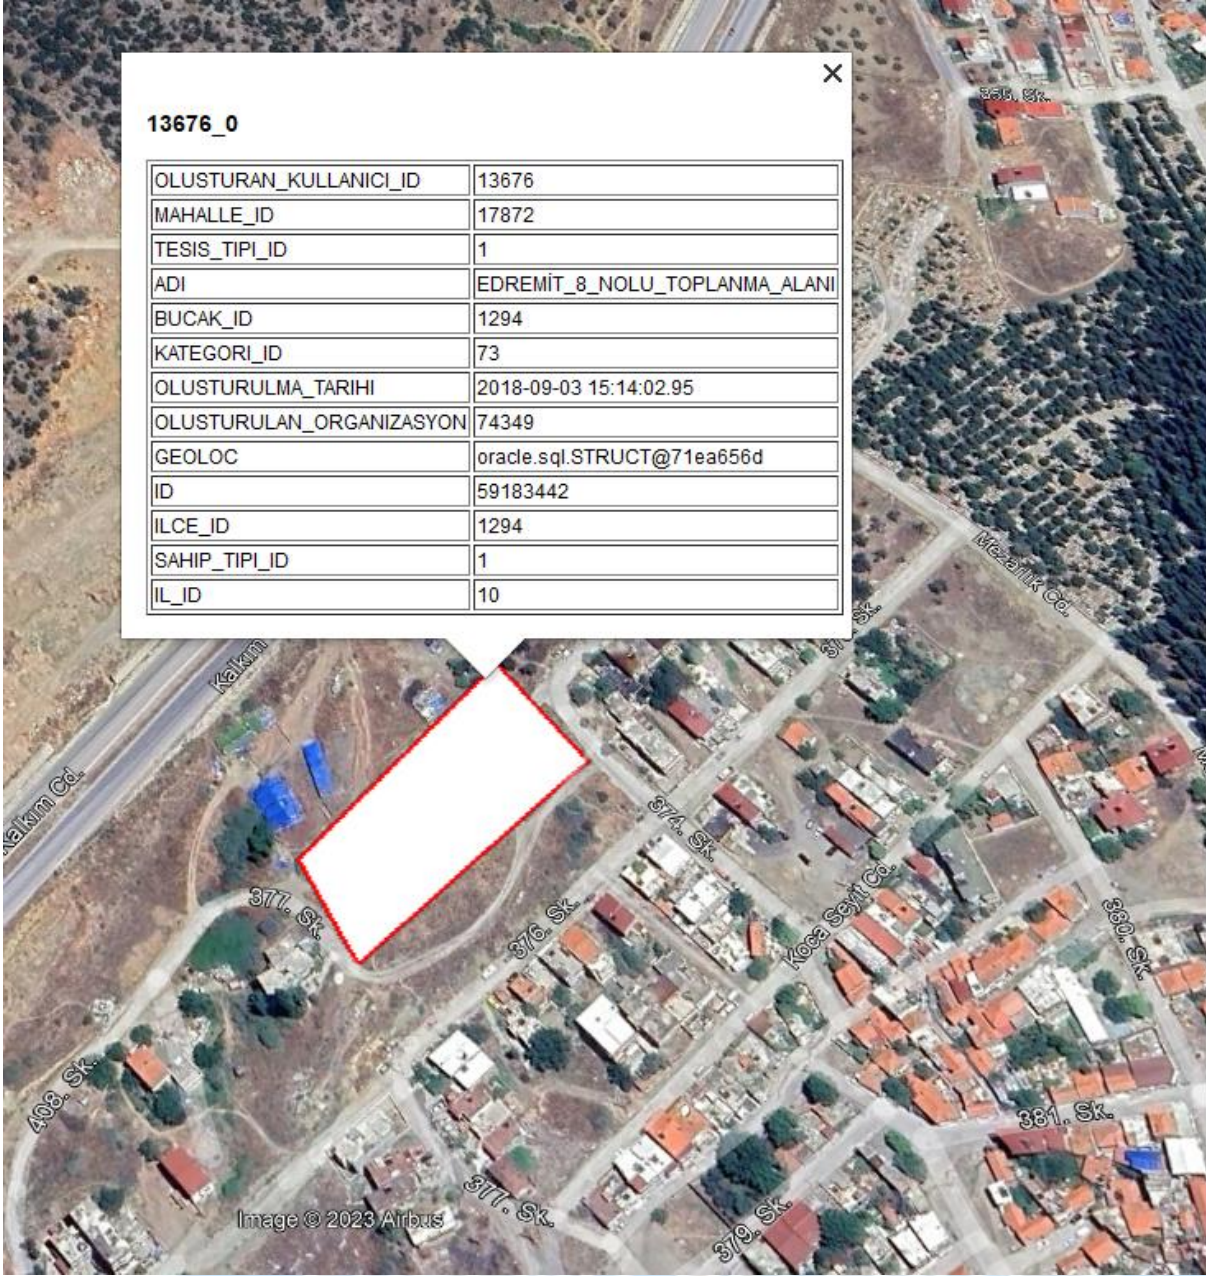 355. Sk.
13676_0
OLUSTURAN_KULLANICI_ID 13676
MAHALLE_ID 17872
TESIS_TIPI_ID 1
ADI EDREMİT_8_NOLU_TOPLANMA_ALANI
BUCAK_ID 1294
KATEGORI_ID 73
OLUSTURULMA_TARIHI 2018-09-03 15:14:02.95
OLUSTURULAN_ORGANIZASYON 74349
GEOLOC oracle.sql.STRUCT@71ea656d
ID 59183442
ILCE_ID 1294
SAHIP_TIPI_ID 1
IL_ID 10
Mezarlık Cd.
Kalkım
Kalkım Cd.
374. Sk.
377. Sk.
376. Sk.
Koca Seyit Cd.
380. Sk.
408. Sk.
381. Sk.
377. Sk.
379. Sk.
Image © 2023 Airbus